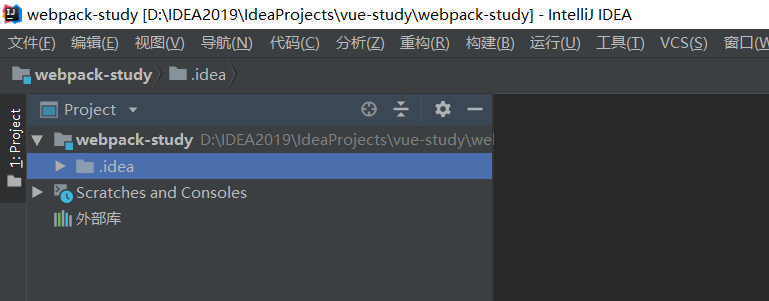 webpack-study [D:\IDEA2019\IdeaProjects\vue-study\webpack-study] - IntelliJ IDEA
文件(F) 编辑(E) 视图(V) 导航(N) 代码(C) 分析(Z) 重构(R) 构建(B) 运行(U) 工具(T) VCS(S) 窗口(W
webpack-study .idea
1: Project
Project
webpack-study D:\IDEA2019\IdeaProjects\vue-study\we
.idea
Scratches and Consoles
外部库